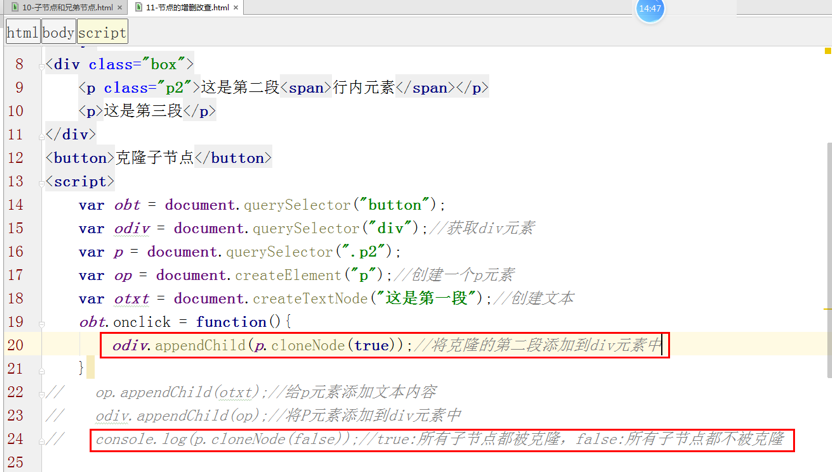 10-子节点和兄弟节点.html × 11-节点的增删改查.html × 14:47
html body script
8 <div class="box">
9 <p class="p2">这是第二段<span>行内元素</span></p>
10 <p>这是第三段</p>
11 </div>
12 <button>克隆子节点</button>
13 <script>
14 var obt = document.querySelector("button");
15 var odiv = document.querySelector("div");//获取div元素
16 var p = document.querySelector(".p2");
17 var op = document.createElement("p");//创建一个p元素
18 var otxt = document.createTextNode("这是第一段");//创建文本
19 obt.onclick = function(){
20 odiv.appendChild(p.cloneNode(true));//将克隆的第二段添加到div元素中
21 }
22 // op.appendChild(otxt);//给p元素添加文本内容
23 // odiv.appendChild(op);//将P元素添加到div元素中
24 // console.log(p.cloneNode(false));//true:所有子节点都被克隆，false:所有子节点都不被克隆
25